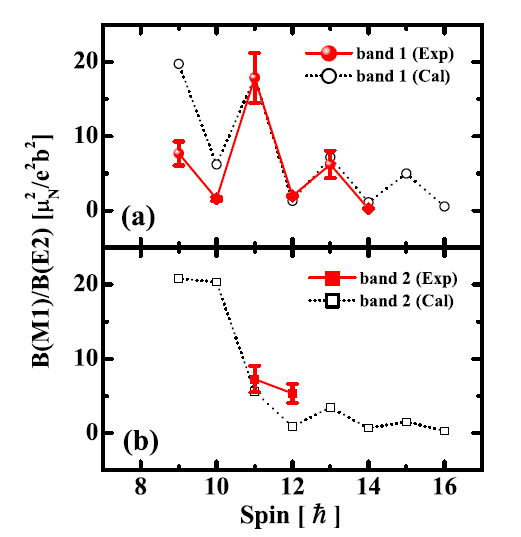 band 1 (Exp)
band 1 (Cal)
20
10
0
(a)
B(M1)/B(E2) [μ²_N/e²b²]
band 2 (Exp)
band 2 (Cal)
20
10
0
(b)
8 10 12 14 16
Spin [ ℏ ]